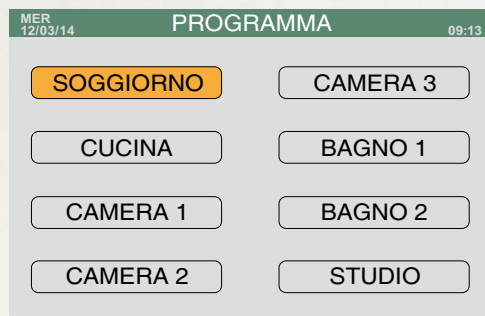 MER
12/03/14
PROGRAMMA
09:13
SOGGIORNO
CUCINA
CAMERA 1
CAMERA 2
CAMERA 3
BAGNO 1
BAGNO 2
STUDIO